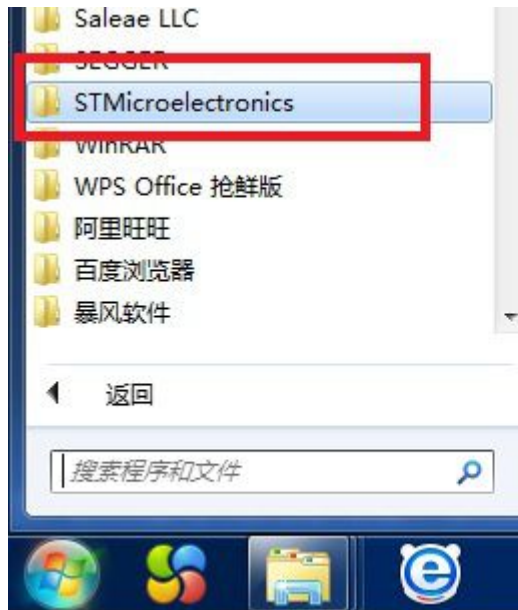 Saleae LLC
SEGGER
STMicroelectronics
WinRAR
WPS Office 抢鲜版
阿里旺旺
百度浏览器
暴风软件
返回
搜索程序和文件